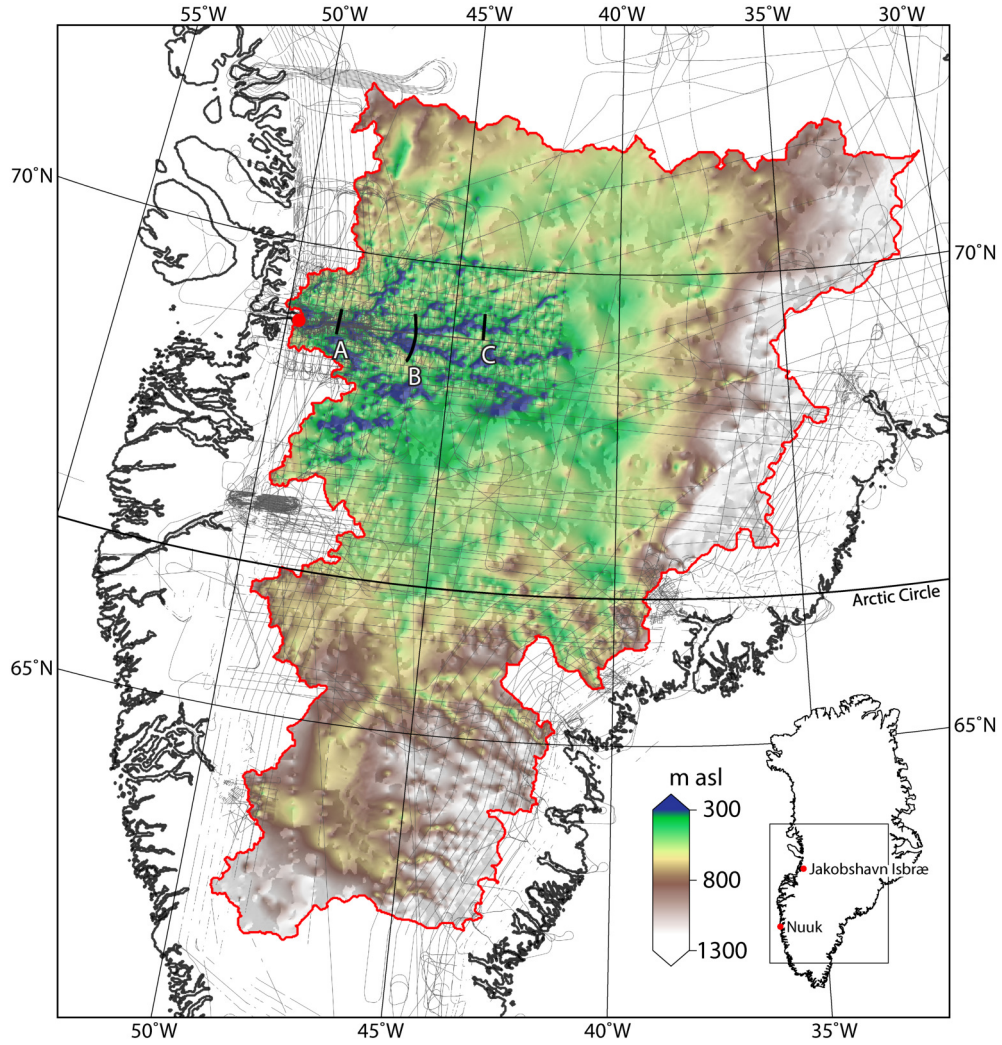 55˚W 50˚W 45˚W 40˚W 35˚W 30˚W
70˚N
70˚N
A
B
C
Arctic Circle
65˚N
65˚N
m asl
300
800
1300
Jakobshavn Isbræ
Nuuk
50˚W 45˚W 40˚W 35˚W